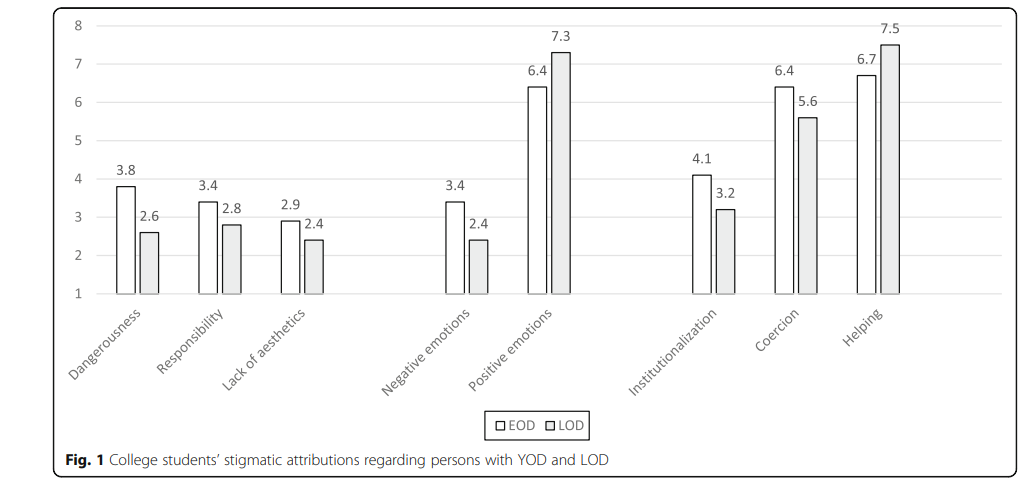 8
7.5
7.3
7
6.7
6.4
6.4
6
5.6
5
4.1
4
3.8
3.4
3.4
3.2
3
2.9
2.8
2.6
2.4
2.4
2
1
Dangerousness
Responsibility
Lack of aesthetics
Negative emotions
Positive emotions
Institutionalization
Coercion
Helping
EOD LOD
Fig. 1 College students' stigmatic attributions regarding persons with YOD and LOD